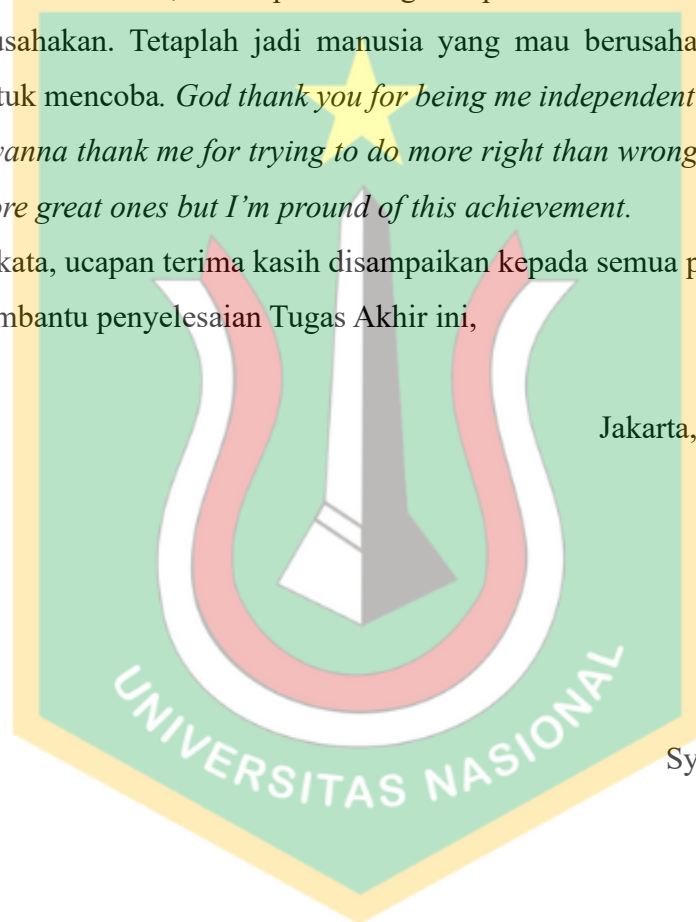 usahakan. Tetaplah jadi manusia yang mau berusaha
tuk mencoba. God thank you for being me independent
vanna thank me for trying to do more right than wrong
ore great ones but I'm pround of this achievement.
kata, ucapan terima kasih disampaikan kepada semua p
mbantu penyelesaian Tugas Akhir ini,
Jakarta,
Sy
UNIVERSITAS NASIONAL